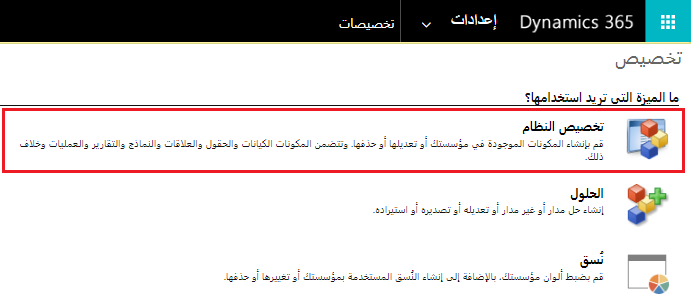 Dynamics 365 إعدادات تخصيصات
تخصيص
ما الميزة التي تريد استخدامها؟
تخصيص النظام
قم بإنشاء المكونات الموجودة في مؤسستك أو تعديلها أو حذفها. وتتضمن المكونات الكيانات والحقول والعلاقات والنماذج والتقارير والعمليات وخلاف
ذلك.
الحلول
إنشاء حل مدار أو غير مدار أو تعديله أو تصديره أو استيراده.
نُسق
قم بضبط ألوان مؤسستك. بالإضافة إلى إنشاء النُسق المستخدمة بمؤسستك أو تغييرها أو حذفها.